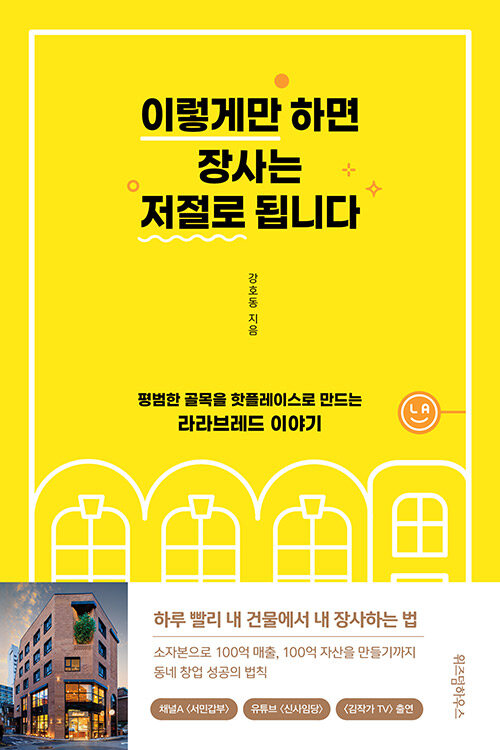 이렇게만 하면
장사는
저절로 됩니다
강호동 지음
평범한 골목을 핫플레이스로 만드는
라라브레드 이야기
LA
하루 빨리 내 건물에서 내 장사하는 법
소자본으로 100억 매출, 100억 자산을 만들기까지
동네 창업 성공의 법칙
채널A 〈서민갑부〉
유튜브 〈신사임당〉
〈김작가 TV〉 출연
위즈덤하우스